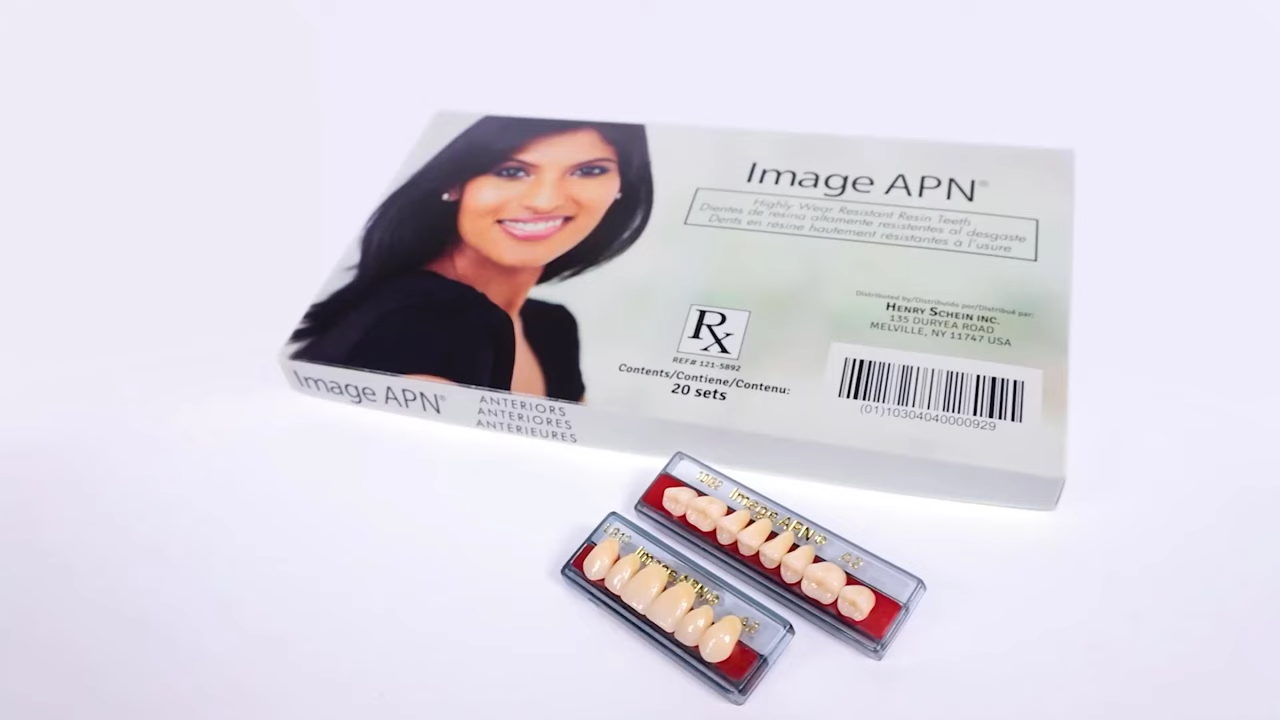 Image APN®
Highly Wear Resistant Resin Teeth
Dientes de resina altamente resistentes al desgaste
Dents en résine hautement résistantes à l'usure
Distributed by/Distribuido por/Distribué par:
HENRY SCHEIN INC.
135 DURYEA ROAD
MELVILLE, NY 11747 USA
Rx
REF# 121-5892
Contents/Contiene/Contenu:
20 sets
(01)10304040000929
Image APN®
ANTERIORS
ANTERIORES
ANTÉRIEURES
Image APN
Image APN